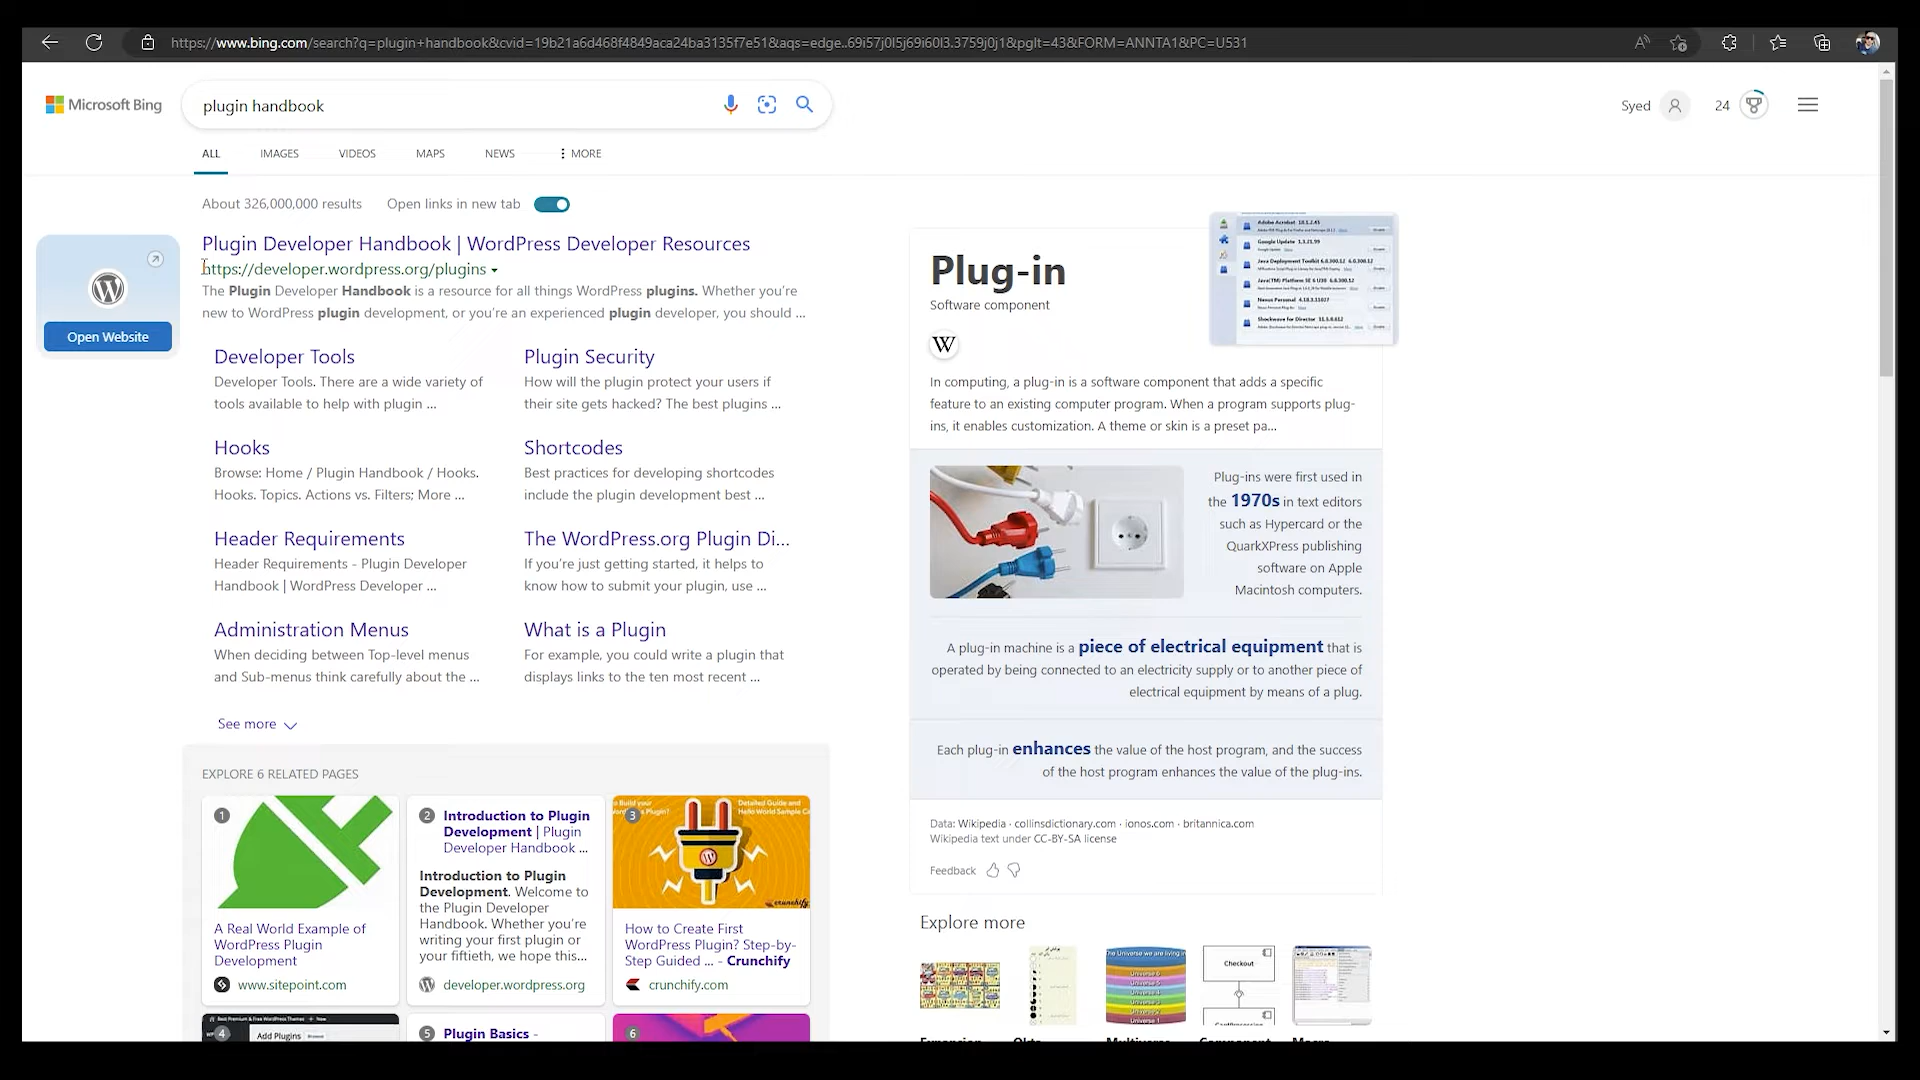 https://www.bing.com/search?q=plugin+handbook&cvid=19b21a6d468f4849aca24ba3135f7e51&aqs=edge..69i57j0l5j69i60l3.3759j0j1&pglt=43&FORM=ANNTA1&PC=U531
Microsoft Bing
plugin handbook
Syed
24
ALL
IMAGES
VIDEOS
MAPS
NEWS
MORE
About 326,000,000 results
Open links in new tab
Open Website
Plugin Developer Handbook | WordPress Developer Resources
https://developer.wordpress.org/plugins
The Plugin Developer Handbook is a resource for all things WordPress plugins. Whether you're
new to WordPress plugin development, or you're an experienced plugin developer, you should ...
Developer Tools
Developer Tools. There are a wide variety of
tools available to help with plugin ...
Plugin Security
How will the plugin protect your users if
their site gets hacked? The best plugins ...
Hooks
Browse: Home / Plugin Handbook / Hooks.
Hooks. Topics. Actions vs. Filters; More ...
Shortcodes
Best practices for developing shortcodes
include the plugin development best ...
Header Requirements
Header Requirements - Plugin Developer
Handbook | WordPress Developer ...
The WordPress.org Plugin Di...
If you're just getting started, it helps to
know how to submit your plugin, use ...
Administration Menus
When deciding between Top-level menus
and Sub-menus think carefully about the ...
What is a Plugin
For example, you could write a plugin that
displays links to the ten most recent ...
See more
EXPLORE 6 RELATED PAGES
1
A Real World Example of
WordPress Plugin
Development
www.sitepoint.com
2
Introduction to Plugin
Development | Plugin
Developer Handbook ...
Introduction to Plugin
Development. Welcome to
the Plugin Developer
Handbook. Whether you're
writing your first plugin or
your fiftieth, we hope this...
developer.wordpress.org
3
Detailed Guide and
How to Create First
WordPress Plugin? Step-by-
Step Guided ... - Crunchify
crunchify.com
4
Add Plugins
5
Plugin Basics -
6
Plug-in
Software component
W
In computing, a plug-in is a software component that adds a specific
feature to an existing computer program. When a program supports plug-
ins, it enables customization. A theme or skin is a preset pa...
Plug-ins were first used in
the 1970s in text editors
such as Hypercard or the
QuarkXPress publishing
software on Apple
Macintosh computers.
A plug-in machine is a piece of electrical equipment that is
operated by being connected to an electricity supply or to another piece of
electrical equipment by means of a plug.
Each plug-in enhances the value of the host program, and the success
of the host program enhances the value of the plug-ins.
Data: Wikipedia · collinsdictionary.com · ionos.com · britannica.com
Wikipedia text under CC-BY-SA license
Feedback
Explore more
Checkout